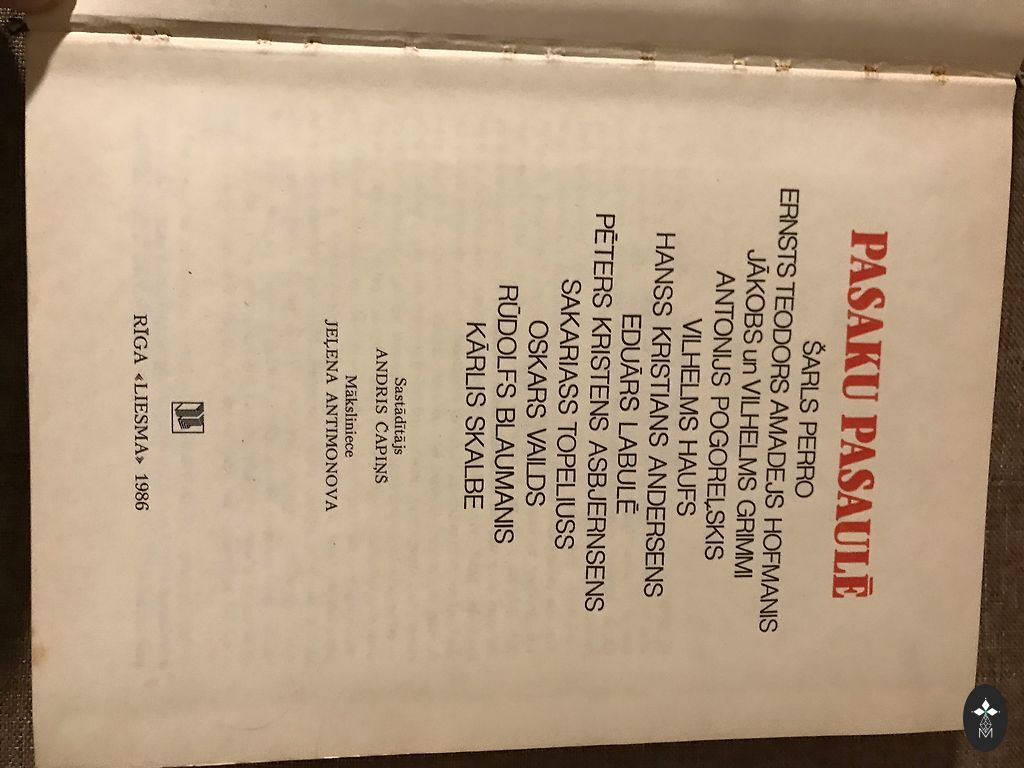 PASAKU PASAULĒ
ŠARLS PERRO
ERNSTS TEODORS AMADEJS HOFMANIS
JĀKOBS un VILHELMS GRIMMI
ANTONIJS POGOREĻSKIS
VILHELMS HAUFS
HANSS KRISTIANS ANDERSENS
EDUĀRS LABULĒ
PĒTERS KRISTENS ASBJERNSENS
SAKARIASS TOPELIUSS
OSKARS VAILDS
RŪDOLFS BLAUMANIS
KĀRLIS SKALBE
Sastādītājs
ANDRIS CAPIŅŠ
Māksliniece
JEĻENA ANTIMONOVA
RĪGA «LIESMA» 1986
M